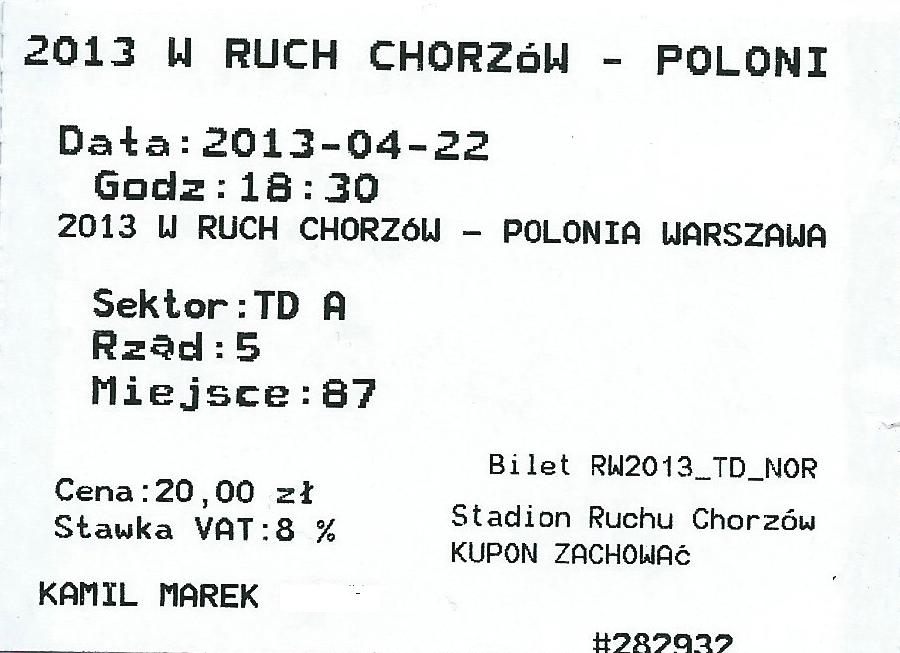 2013 W RUCH CHORZóW - POLONI
Data:2013-04-22
Godz:18:30
2013 W RUCH CHORZóW - POLONIA WARSZAWA
Sektor:TD A
Rząd:5
Miejsce:87
Bilet RW2013_TD_NOR
Cena:20,00 zł
Stadion Ruchu Chorzów
Stawka VAT:8 %
KUPON ZACHOWAć
KAMIL MAREK
#282932